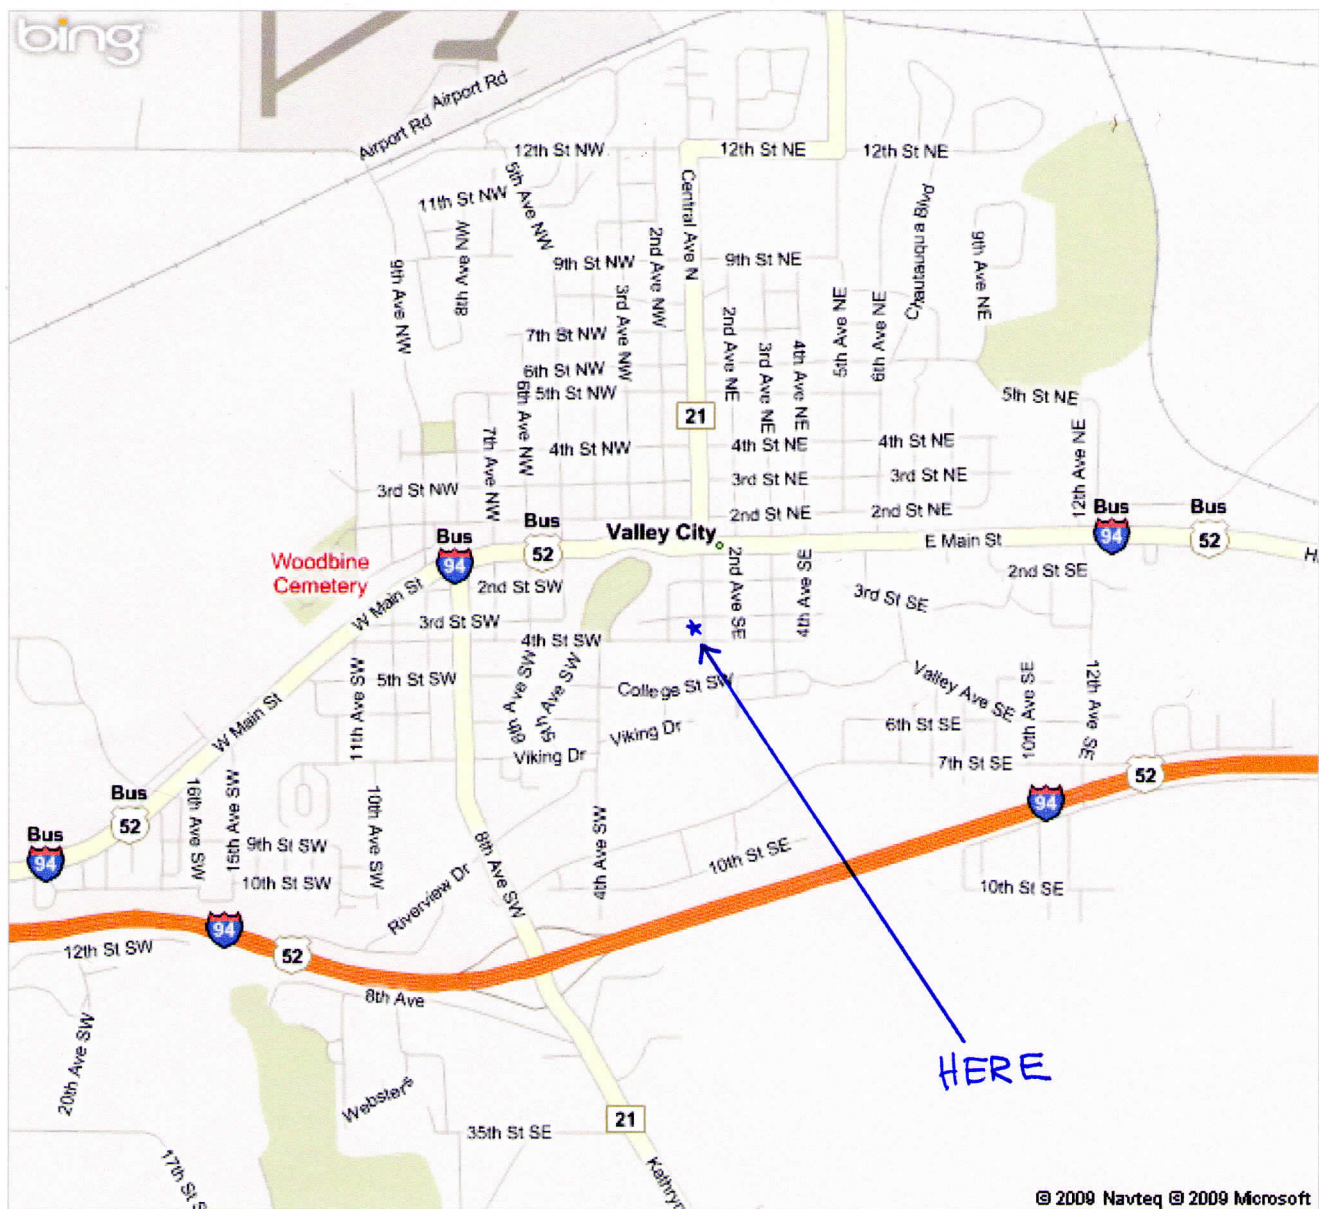 bing
Airport Rd
Airport Rd
12th St NW
12th St NE
12th St NE
5th Ave NW
11th St NW
Central Ave N
Chautauqua Blvd
8th Ave NW
2nd Ave NW
9th Ave NW
9th St NW
9th St NE
9th Ave NE
3rd Ave NW
2nd Ave NE
5th Ave NE
6th Ave NE
7th St NW
3rd Ave NE
4th Ave NE
6th St NW
5th St NW
6th Ave NW
5th St NE
21
7th Ave NW
4th St NW
4th St NE
4th St NE
12th Ave NE
3rd St NW
3rd St NE
3rd St NE
2nd St NE
2nd St NE
Bus
52
Valley City
E Main St
Bus
94
Bus
52
Bus
94
Woodbine
Cemetery
W Main St
2nd St SW
2nd Ave SE
4th Ave SE
3rd St SE
2nd St SE
3rd St SW
4th St SW
5th St SW
6th Ave SW
5th Ave SW
11th Ave SW
College St SW
Valley Ave SE
10th Ave SE
12th Ave SE
W Main St
Viking Dr
Viking Dr
6th St SE
7th St SE
52
94
Bus
52
Bus
94
16th Ave SW
15th Ave SW
10th Ave SW
9th St SW
10th St SW
8th Ave SW
4th Ave SW
Riverview Dr
10th St SE
10th St SE
94
52
12th St SW
8th Ave
20th Ave SW
Websters
HERE
35th St SE
21
17th St S
Kathryn
© 2009 Navteq © 2009 Microsoft